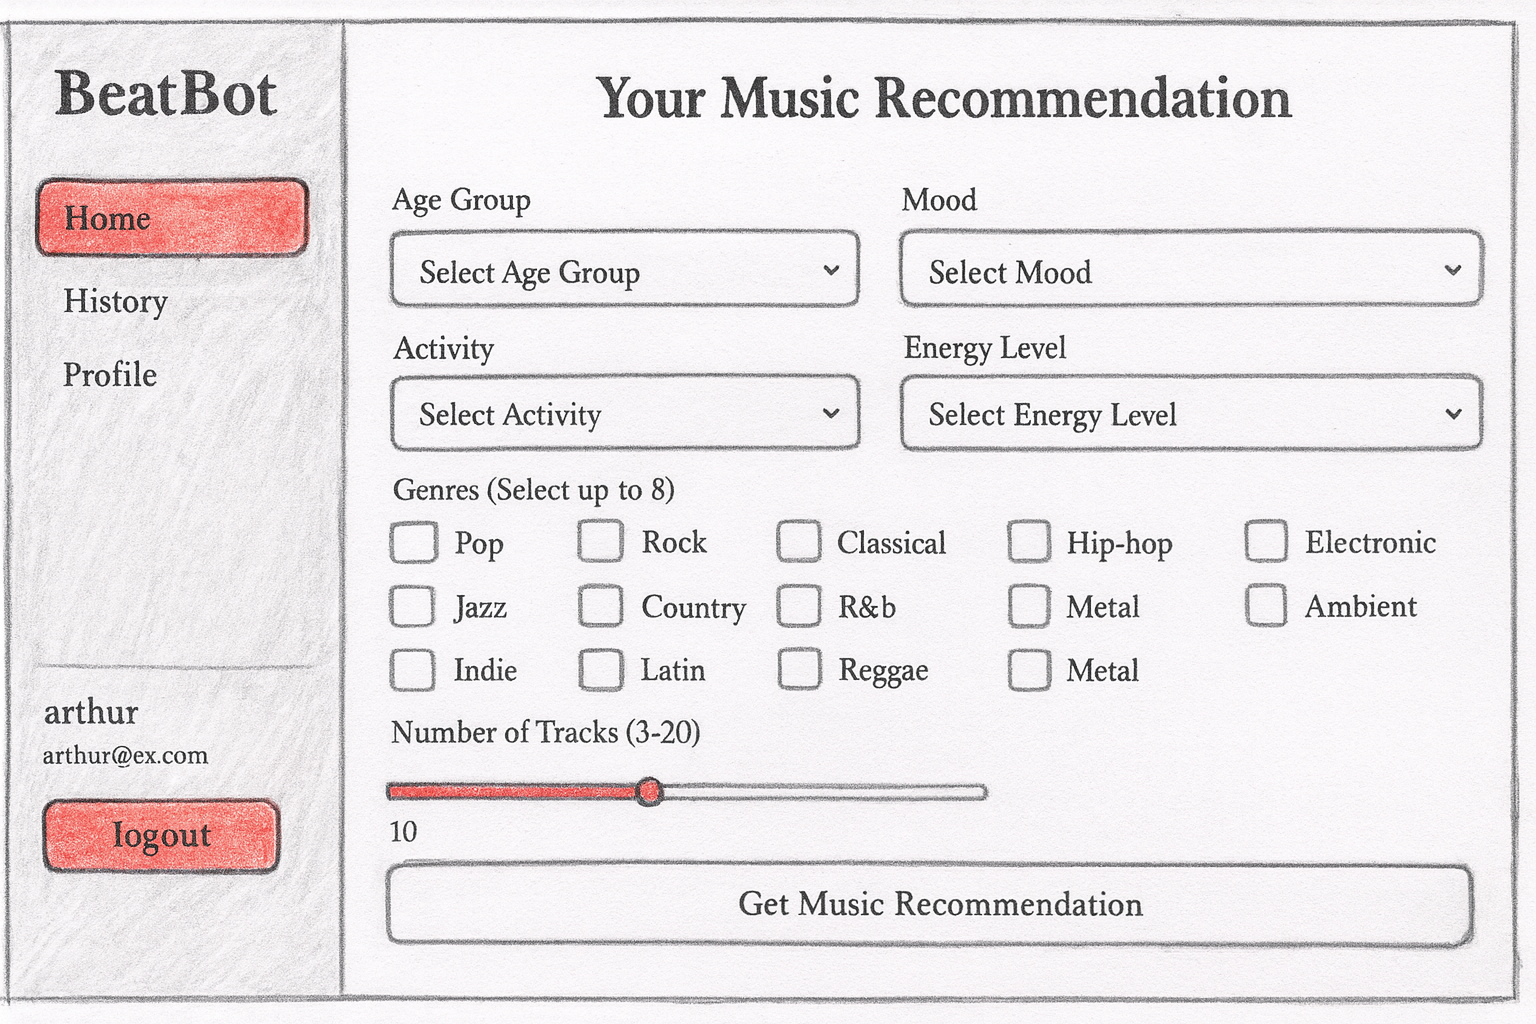 BeatBot
Home
History
Profile
arthur
arthur@ex.com
logout
Your Music Recommendation
Age Group
Select Age Group
Mood
Select Mood
Activity
Select Activity
Energy Level
Select Energy Level
Genres (Select up to 8)
Pop Rock Classical Hip-hop Electronic
Jazz Country R&b Metal Ambient
Indie Latin Reggae Metal
Number of Tracks (3-20)
10
Get Music Recommendation